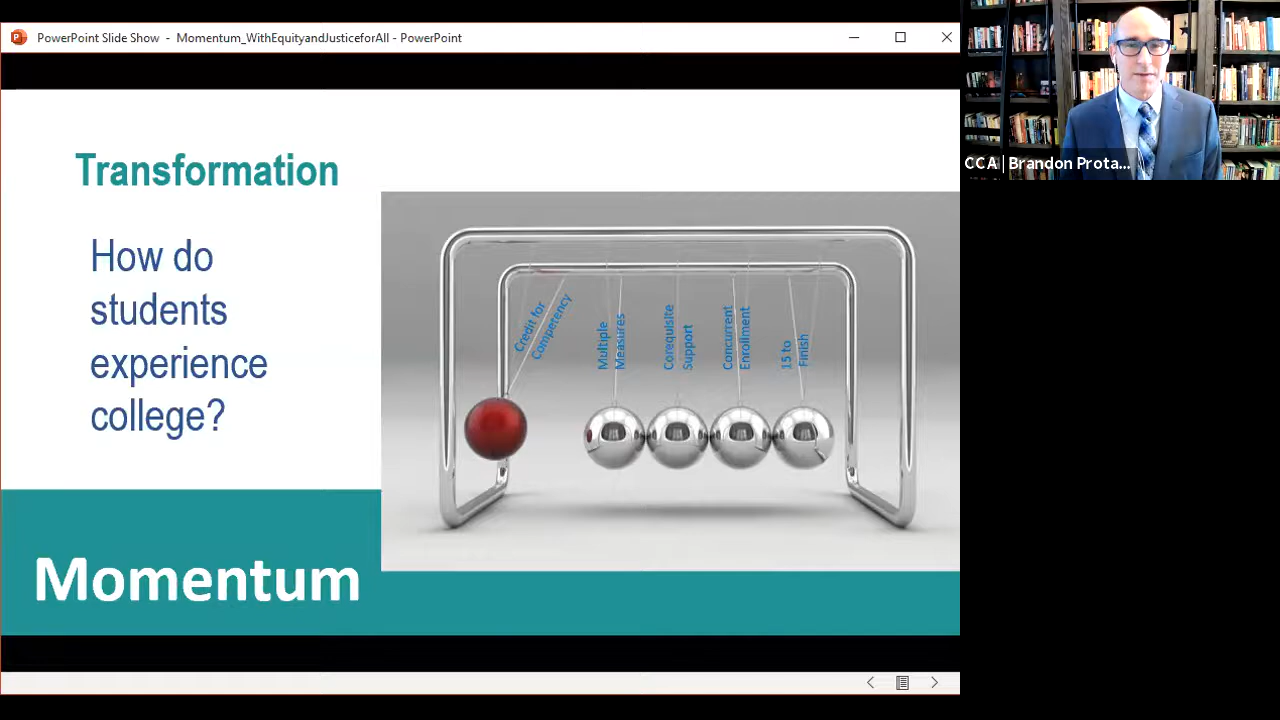 PowerPoint Slide Show - Momentum_WithEquityandJusticeforAll - PowerPoint
CCA | Brandon Prota...
Transformation
How do
students
experience
college?
Credit for
Competency
Multiple
Measures
Corequisite
Support
Concurrent
Enrollment
15 to
Finish
Momentum